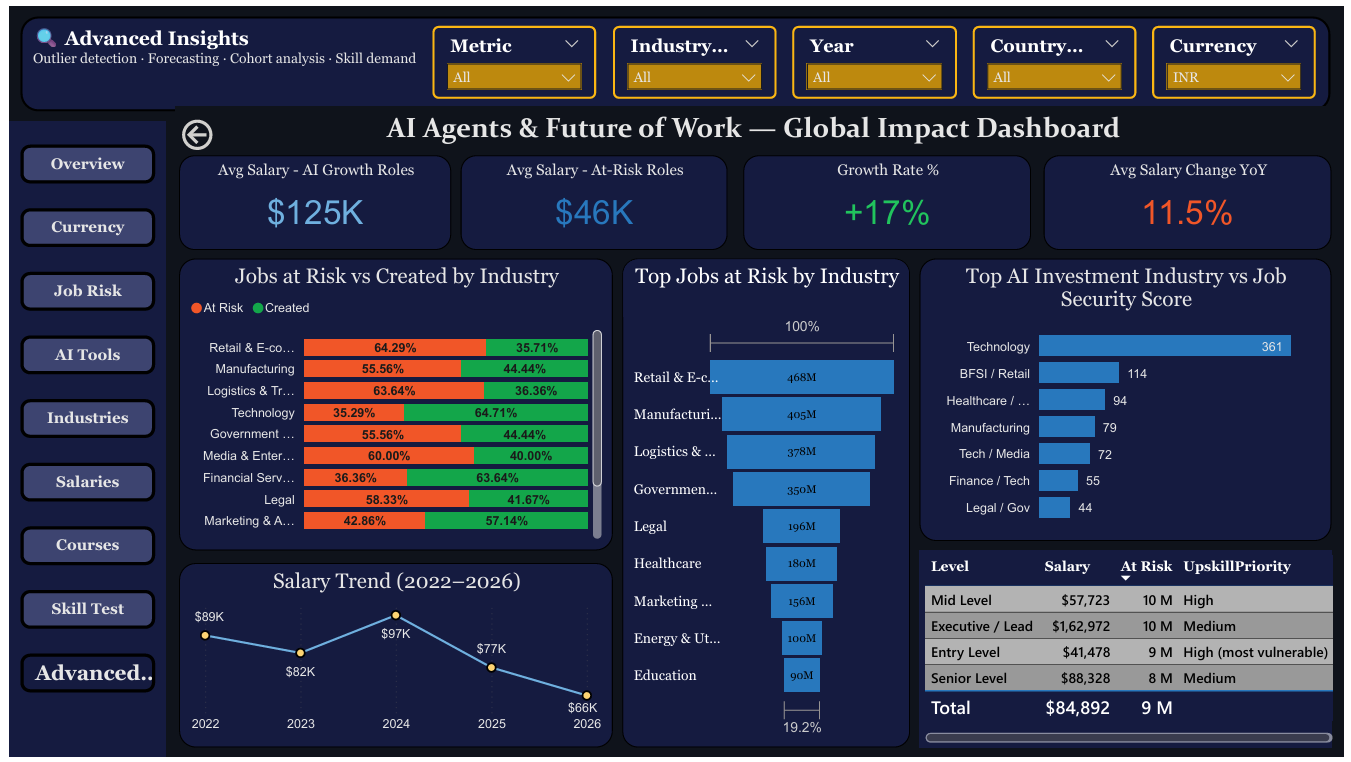 Advanced Insights
Outlier detection · Forecasting · Cohort analysis · Skill demand
Metric
All
Industry...
All
Year
All
Country...
All
Currency
INR
AI Agents & Future of Work — Global Impact Dashboard
Overview
Currency
Job Risk
AI Tools
Industries
Salaries
Courses
Skill Test
Advanced..
Avg Salary - AI Growth Roles
$125K
Avg Salary - At-Risk Roles
$46K
Growth Rate %
+17%
Avg Salary Change YoY
11.5%
Jobs at Risk vs Created by Industry
At Risk Created
Retail & E-co... 64.29% 35.71%
Manufacturing 55.56% 44.44%
Logistics & Tr... 63.64% 36.36%
Technology 35.29% 64.71%
Government ... 55.56% 44.44%
Media & Enter... 60.00% 40.00%
Financial Serv... 36.36% 63.64%
Legal 58.33% 41.67%
Marketing & A... 42.86% 57.14%
Salary Trend (2022–2026)
$89K
$82K
$97K
$77K
$66K
2022 2023 2024 2025 2026
Top Jobs at Risk by Industry
100%
Retail & E-c... 468M
Manufacturi... 405M
Logistics & ... 378M
Governmen... 350M
Legal 196M
Healthcare 180M
Marketing ... 156M
Energy & Ut... 100M
Education 90M
19.2%
Top AI Investment Industry vs Job
Security Score
Technology 361
BFSI / Retail 114
Healthcare / ... 94
Manufacturing 79
Tech / Media 72
Finance / Tech 55
Legal / Gov 44
Level Salary At Risk UpskillPriority
Mid Level $57,723 10 M High
Executive / Lead $1,62,972 10 M Medium
Entry Level $41,478 9 M High (most vulnerable)
Senior Level $88,328 8 M Medium
Total $84,892 9 M